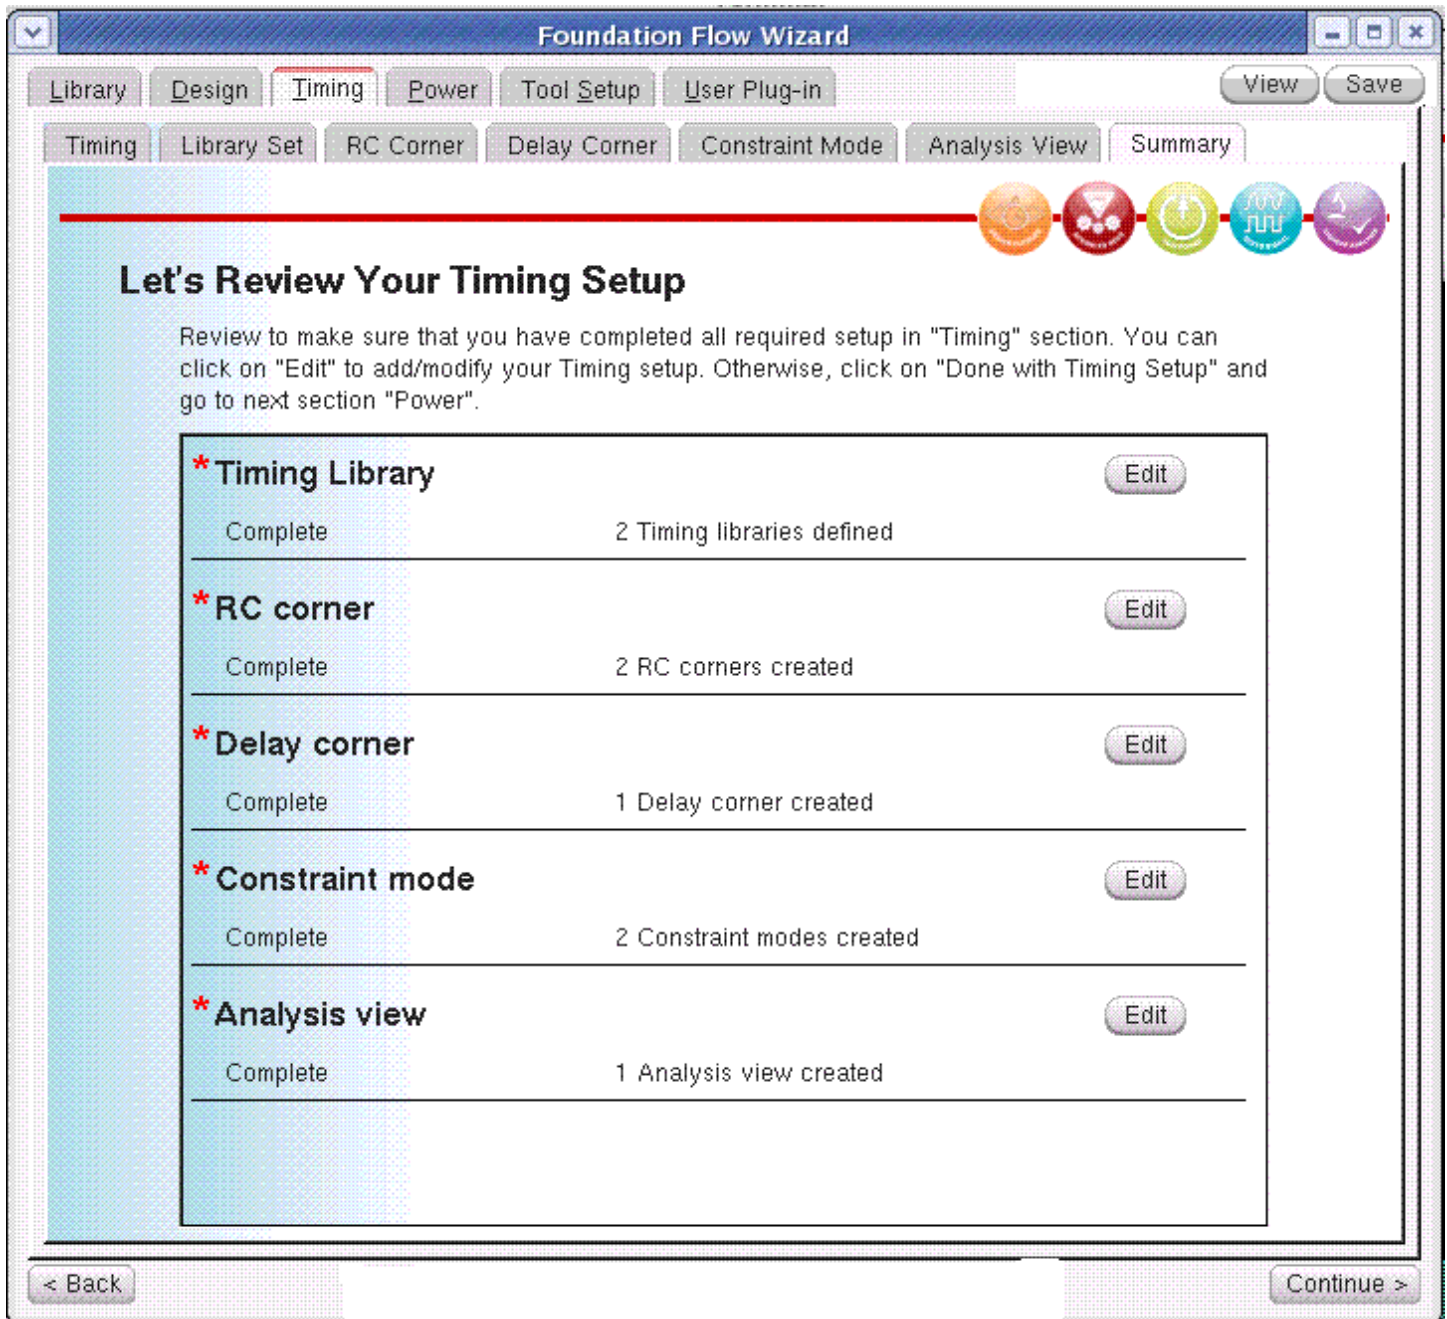 Foundation Flow Wizard
Library Design Timing Power Tool Setup User Plug-in View Save
Timing Library Set RC Corner Delay Corner Constraint Mode Analysis View Summary
Let's Review Your Timing Setup
Review to make sure that you have completed all required setup in "Timing" section. You can
click on "Edit" to add/modify your Timing setup. Otherwise, click on "Done with Timing Setup" and
go to next section "Power".
*Timing Library Edit
Complete 2 Timing libraries defined
*RC corner Edit
Complete 2 RC corners created
*Delay corner Edit
Complete 1 Delay corner created
*Constraint mode Edit
Complete 2 Constraint modes created
*Analysis view Edit
Complete 1 Analysis view created
< Back Continue >